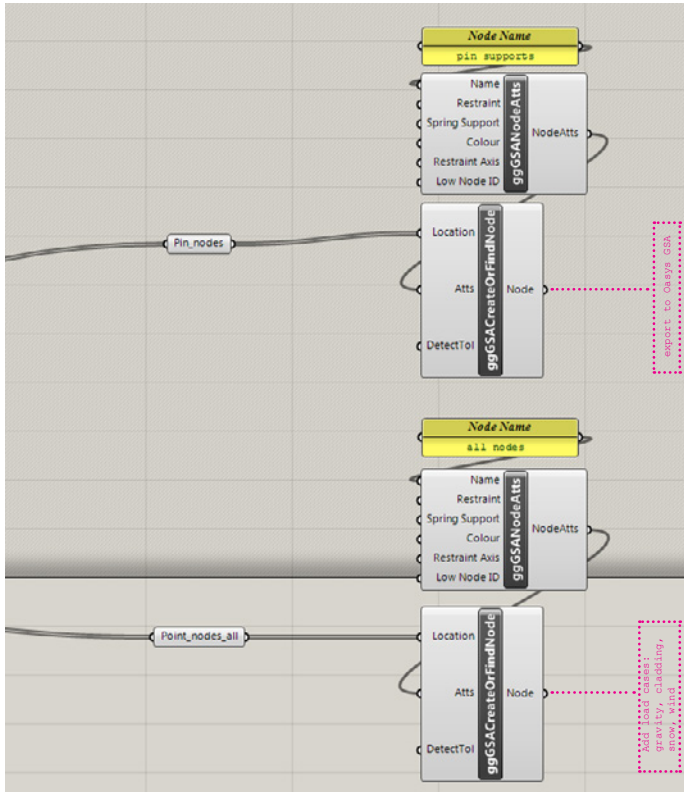 Node Name
pin supports
Name
Restraint
Spring Support
Colour
Restraint Axis
Low Node ID
ggGSANodeAtts
NodeAtts
Pin_nodes
Location
Atts
DetectTol
ggGSACreateOrFindNode
Node
export to Oasys GSA
Node Name
all nodes
Name
Restraint
Spring Support
Colour
Restraint Axis
Low Node ID
ggGSANodeAtts
NodeAtts
Point_nodes_all
Location
Atts
DetectTol
ggGSACreateOrFindNode
Node
Add load cases:
gravity, cladding,
snow, wind